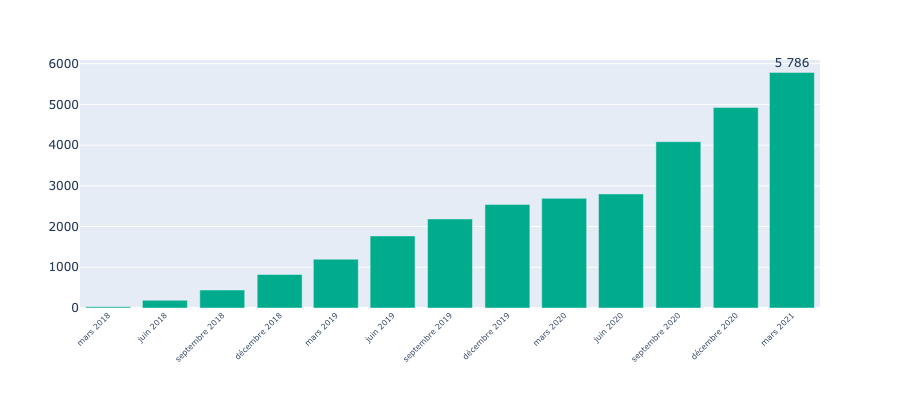 5 786
6000
5000
4000
3000
2000
1000
0
mars 2018
juin 2018
septembre 2018
décembre 2018
mars 2019
juin 2019
septembre 2019
décembre 2019
mars 2020
juin 2020
septembre 2020
décembre 2020
mars 2021